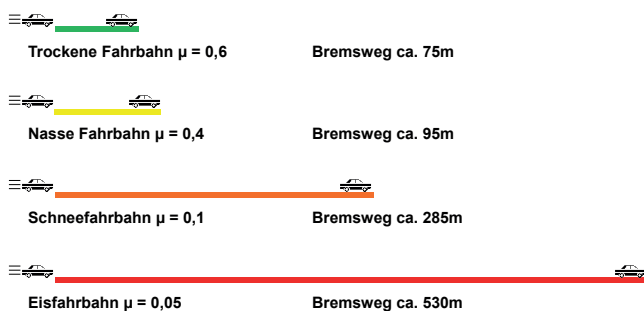 Trockene Fahrbahn µ = 0,6 Bremsweg ca. 75m
Nasse Fahrbahn µ = 0,4 Bremsweg ca. 95m
Schneefahrbahn µ = 0,1 Bremsweg ca. 285m
Eisfahrbahn µ = 0,05 Bremsweg ca. 530m